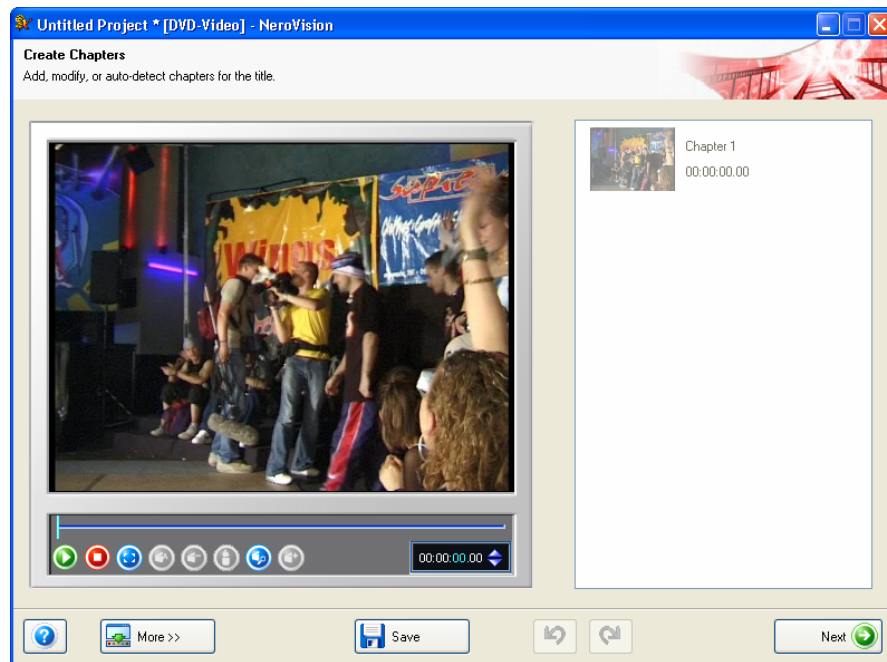 Untitled Project * [DVD-Video] - NeroVision
Create Chapters
Add, modify, or auto-detect chapters for the title.
Wings
Chapter 1
00:00:00.00
00:00:00.00
More >>
Save
Next